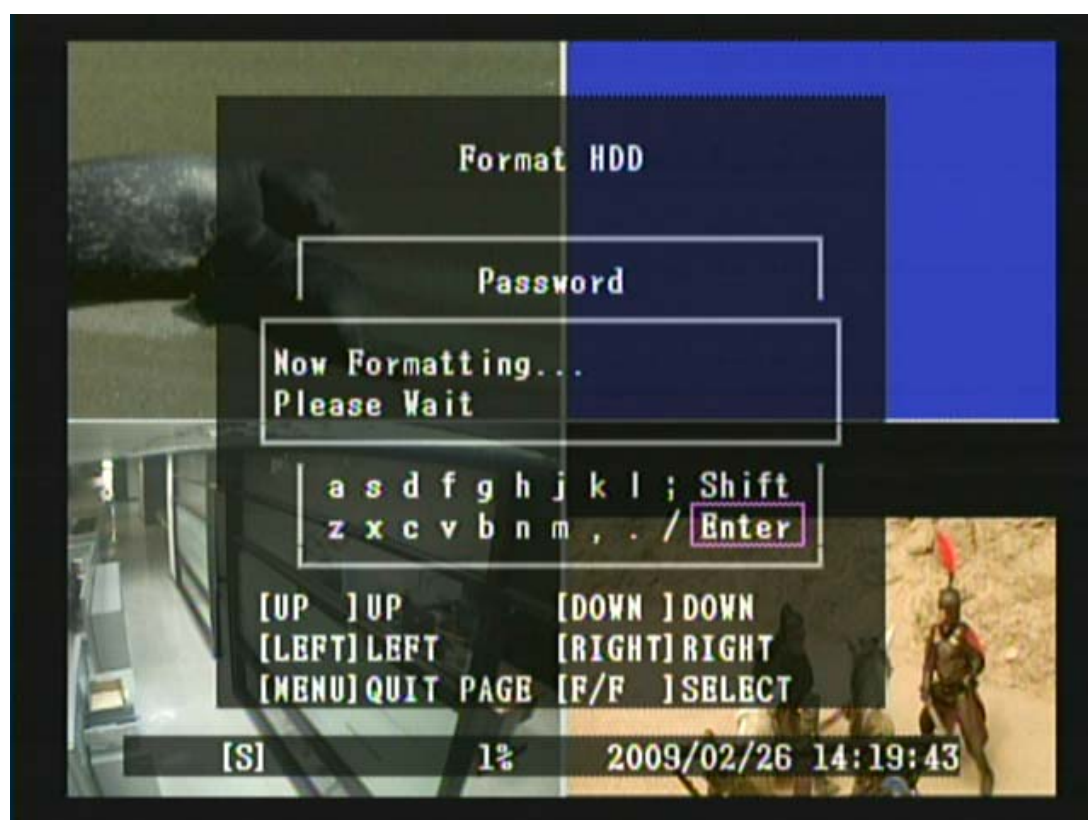 Format HDD
Password
Now Formatting...
Please Wait
a s d f g h j k l ; Shift
z x c v b n m , . / Enter
[UP ]UP [DOWN ]DOWN
[LEFT]LEFT [RIGHT]RIGHT
[MENU]QUIT PAGE [F/F ]SELECT
[S] 1% 2009/02/26 14:19:43